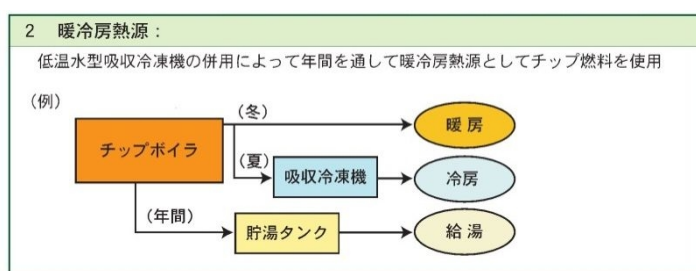 2 暖冷房熱源：
低温水型吸収冷凍機の併用によって年間を通して暖冷房熱源としてチップ燃料を使用
（例）
（冬）
暖房
チップボイラ
（夏）
吸収冷凍機
冷房
（年間）
貯湯タンク
給湯